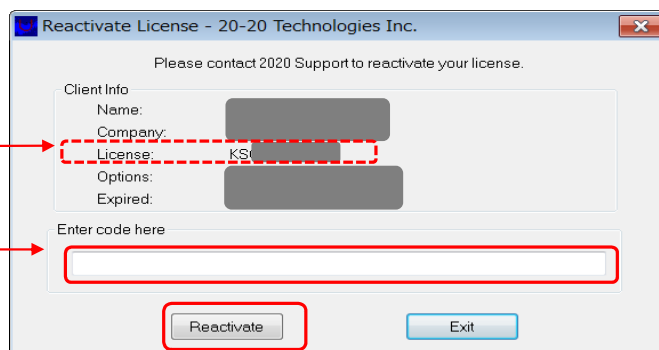 Reactivate License - 20-20 Technologies Inc.
Please contact 2020 Support to reactivate your license.
Client Info
Name:
Company:
License: KS
Options:
Expired:
Enter code here
Reactivate Exit